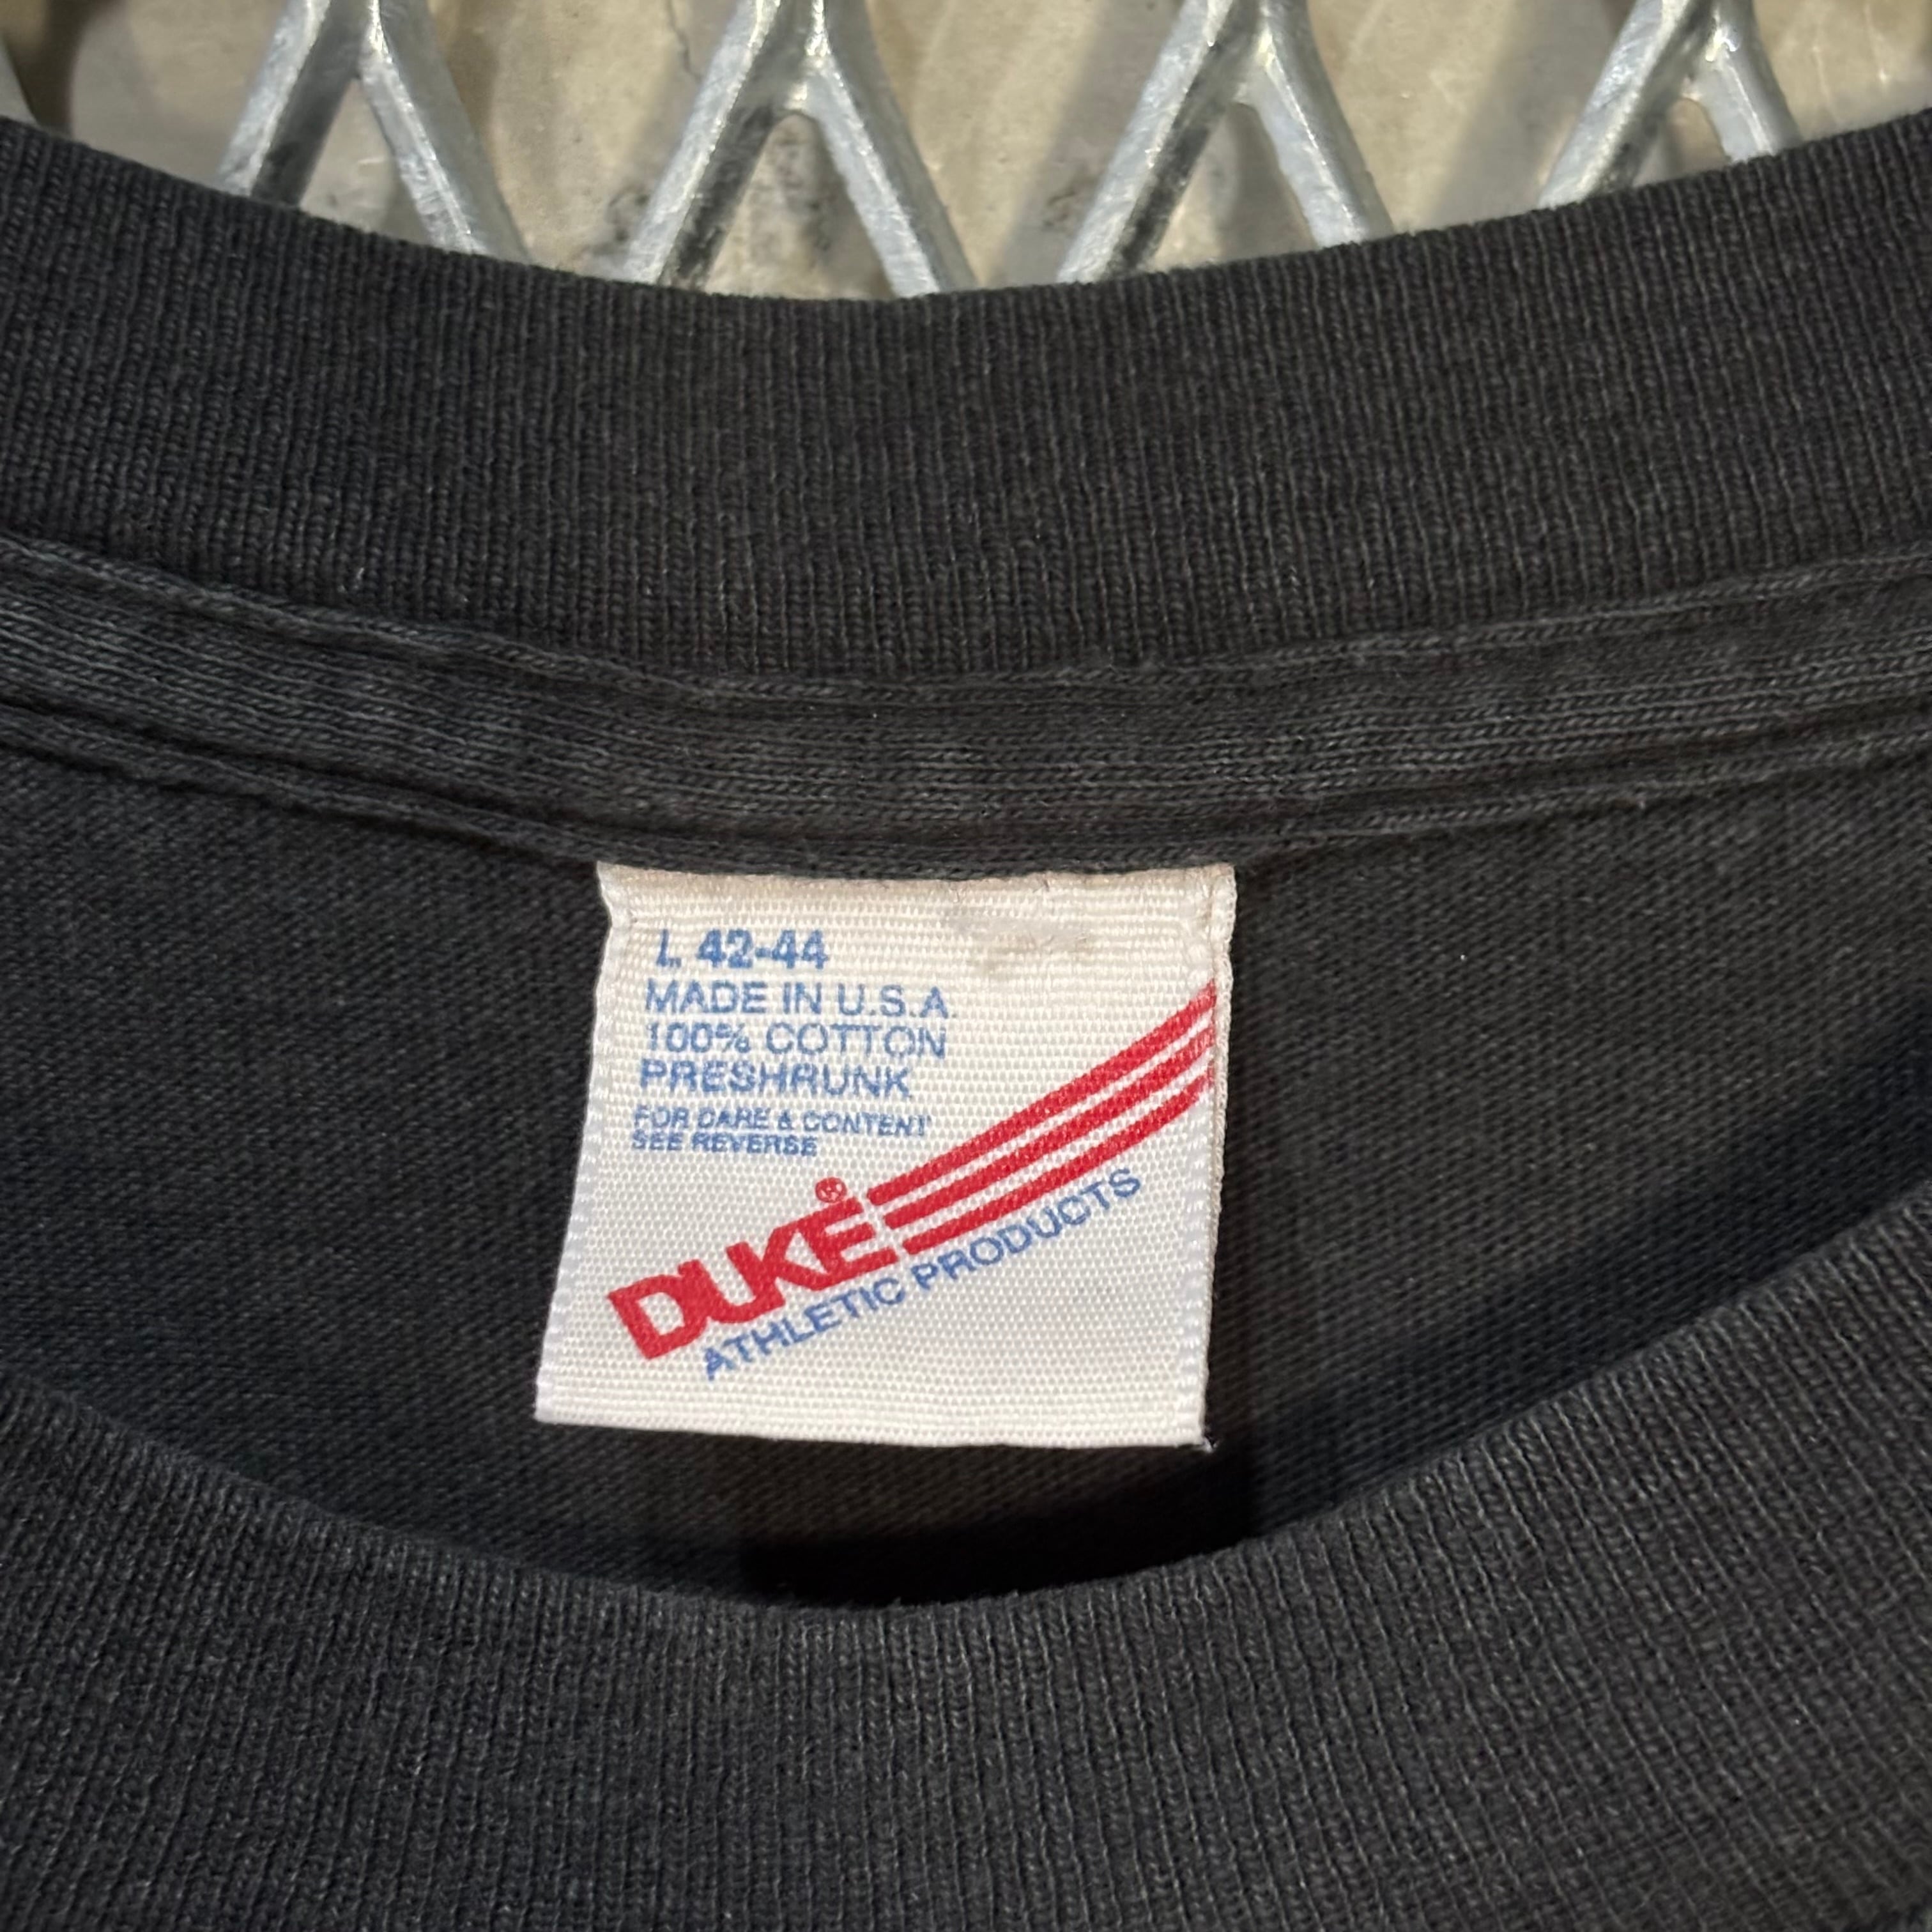 L 42-44
MADE IN U.S.A
100% COTTON
PRESHRUNK
FOR CARE & CONTENT
SEE REVERSE
DUKE®
ATHLETIC PRODUCTS